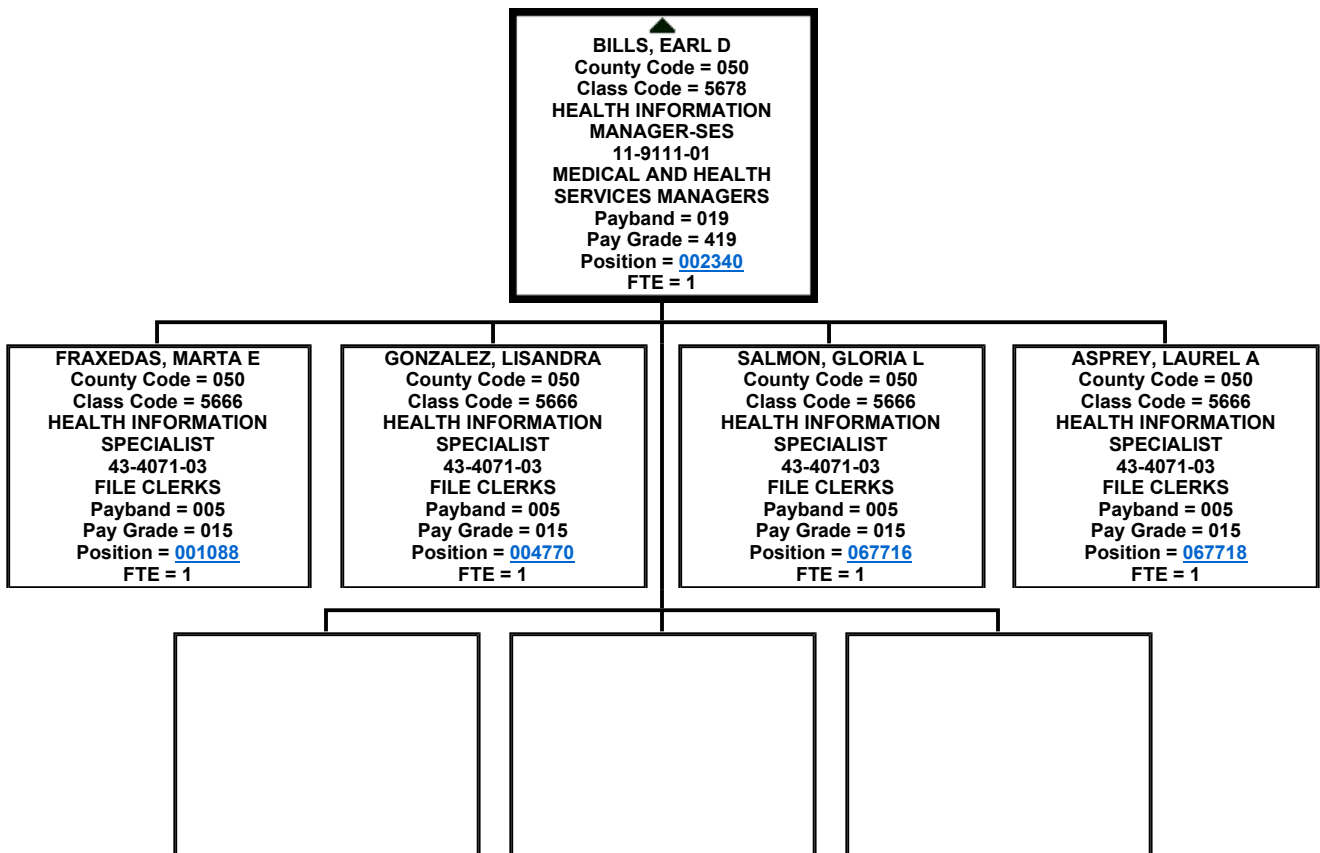 BILLS, EARL D
County Code = 050
Class Code = 5678
HEALTH INFORMATION
MANAGER-SES
11-9111-01
MEDICAL AND HEALTH
SERVICES MANAGERS
Payband = 019
Pay Grade = 419
Position = 002340
FTE = 1
FRAXEDAS, MARTA E
County Code = 050
Class Code = 5666
HEALTH INFORMATION
SPECIALIST
43-4071-03
FILE CLERKS
Payband = 005
Pay Grade = 015
Position = 001088
FTE = 1
GONZALEZ, LISANDRA
County Code = 050
Class Code = 5666
HEALTH INFORMATION
SPECIALIST
43-4071-03
FILE CLERKS
Payband = 005
Pay Grade = 015
Position = 004770
FTE = 1
SALMON, GLORIA L
County Code = 050
Class Code = 5666
HEALTH INFORMATION
SPECIALIST
43-4071-03
FILE CLERKS
Payband = 005
Pay Grade = 015
Position = 067716
FTE = 1
ASPREY, LAUREL A
County Code = 050
Class Code = 5666
HEALTH INFORMATION
SPECIALIST
43-4071-03
FILE CLERKS
Payband = 005
Pay Grade = 015
Position = 067718
FTE = 1